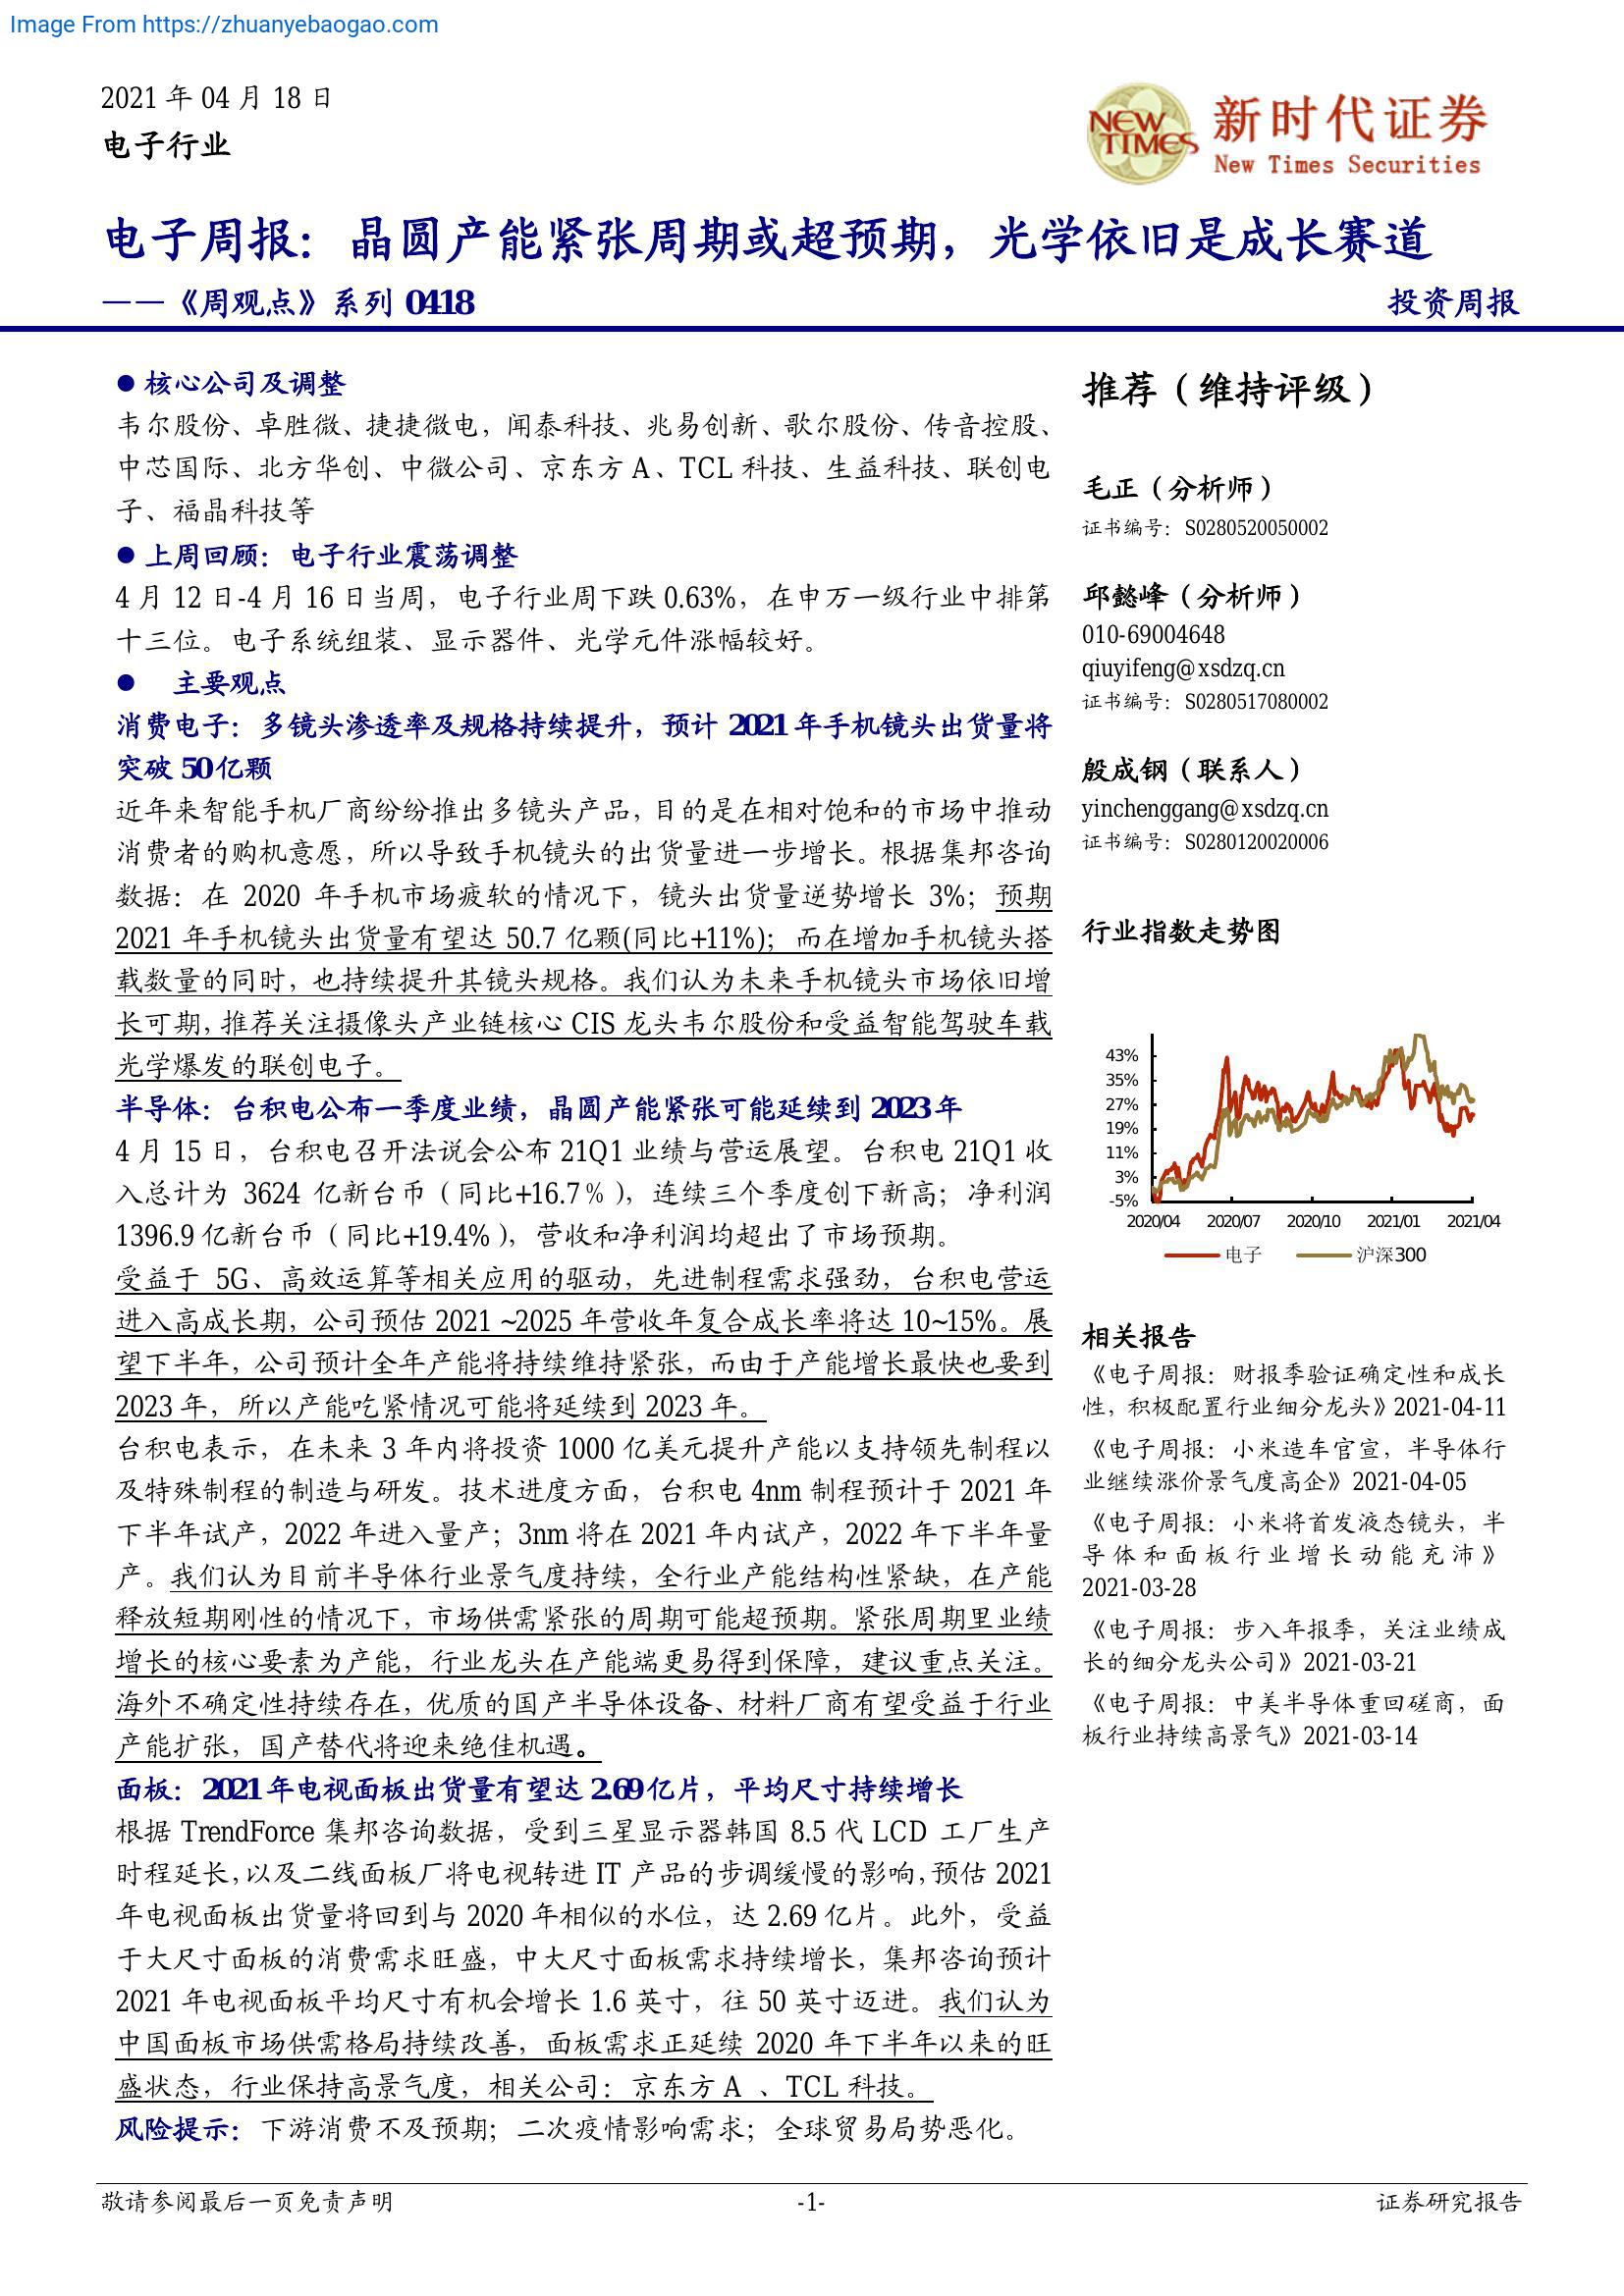 Image From https://zhuanyebaogao.com
2021 年 04 月 18 日
电子行业
NEW TIMES
新时代证券
New Times Securities
电子周报：晶圆产能紧张周期或超预期，光学依旧是成长赛道
——《周观点》系列 0418
投资周报
● 核心公司及调整
韦尔股份、卓胜微、捷捷微电，闻泰科技、兆易创新、歌尔股份、传音控股、
中芯国际、北方华创、中微公司、京东方 A、TCL 科技、生益科技、联创电
子、福晶科技等
● 上周回顾：电子行业震荡调整
4 月 12 日-4 月 16 日当周，电子行业周下跌 0.63%，在申万一级行业中排第
十三位。电子系统组装、显示器件、光学元件涨幅较好。
● 主要观点
消费电子：多镜头渗透率及规格持续提升，预计 2021 年手机镜头出货量将
突破 50 亿颗
近年来智能手机厂商纷纷推出多镜头产品，目的是在相对饱和的市场中推动
消费者的购机意愿，所以导致手机镜头的出货量进一步增长。根据集邦咨询
数据：在 2020 年手机市场疲软的情况下，镜头出货量逆势增长 3%；预期
2021 年手机镜头出货量有望达 50.7 亿颗(同比+11%)；而在增加手机镜头搭
载数量的同时，也持续提升其镜头规格。我们认为未来手机镜头市场依旧增
长可期，推荐关注摄像头产业链核心 CIS 龙头韦尔股份和受益智能驾驶车载
光学爆发的联创电子。
半导体：台积电公布一季度业绩，晶圆产能紧张可能延续到 2023 年
4 月 15 日，台积电召开法说会公布 21Q1 业绩与营运展望。台积电 21Q1 收
入总计为 3624 亿新台币（同比+16.7％），连续三个季度创下新高；净利润
1396.9 亿新台币（同比+19.4%），营收和净利润均超出了市场预期。
受益于 5G、高效运算等相关应用的驱动，先进制程需求强劲，台积电营运
进入高成长期，公司预估 2021 ~2025 年营收年复合成长率将达 10~15%。展
望下半年，公司预计全年产能将持续维持紧张，而由于产能增长最快也要到
2023 年，所以产能吃紧情况可能将延续到 2023 年。
台积电表示，在未来 3 年内将投资 1000 亿美元提升产能以支持领先制程以
及特殊制程的制造与研发。技术进度方面，台积电 4nm 制程预计于 2021 年
下半年试产，2022 年进入量产；3nm 将在 2021 年内试产，2022 年下半年量
产。我们认为目前半导体行业景气度持续，全行业产能结构性紧缺，在产能
释放短期刚性的情况下，市场供需紧张的周期可能超预期。紧张周期里业绩
增长的核心要素为产能，行业龙头在产能端更易得到保障，建议重点关注。
海外不确定性持续存在，优质的国产半导体设备、材料厂商有望受益于行业
产能扩张，国产替代将迎来绝佳机遇。
面板：2021 年电视面板出货量有望达 2.69 亿片，平均尺寸持续增长
根据 TrendForce 集邦咨询数据，受到三星显示器韩国 8.5 代 LCD 工厂生产
时程延长，以及二线面板厂将电视转进 IT 产品的步调缓慢的影响，预估 2021
年电视面板出货量将回到与 2020 年相似的水位，达 2.69 亿片。此外，受益
于大尺寸面板的消费需求旺盛，中大尺寸面板需求持续增长，集邦咨询预计
2021 年电视面板平均尺寸有机会增长 1.6 英寸，往 50 英寸迈进。我们认为
中国面板市场供需格局持续改善，面板需求正延续 2020 年下半年以来的旺
盛状态，行业保持高景气度，相关公司：京东方 A 、TCL 科技。
风险提示：下游消费不及预期；二次疫情影响需求；全球贸易局势恶化。
推荐（维持评级）
毛正（分析师）
证书编号：S0280520050002
邱懿峰（分析师）
010-69004648
qiuyifeng@xsdzq.cn
证书编号：S0280517080002
殷成钢（联系人）
yinchenggang@xsdzq.cn
证书编号：S0280120020006
行业指数走势图
43%
35%
27%
19%
11%
3%
-5%
2020/04 2020/07 2020/10 2021/01 2021/04
电子 沪深300
相关报告
《电子周报：财报季验证确定性和成长
性，积极配置行业细分龙头》2021-04-11
《电子周报：小米造车官宣，半导体行
业继续涨价景气度高企》2021-04-05
《电子周报：小米将首发液态镜头，半
导体和面板行业增长动能充沛》
2021-03-28
《电子周报：步入年报季，关注业绩成
长的细分龙头公司》2021-03-21
《电子周报：中美半导体重回磋商，面
板行业持续高景气》2021-03-14
敬请参阅最后一页免责声明
-1-
证券研究报告